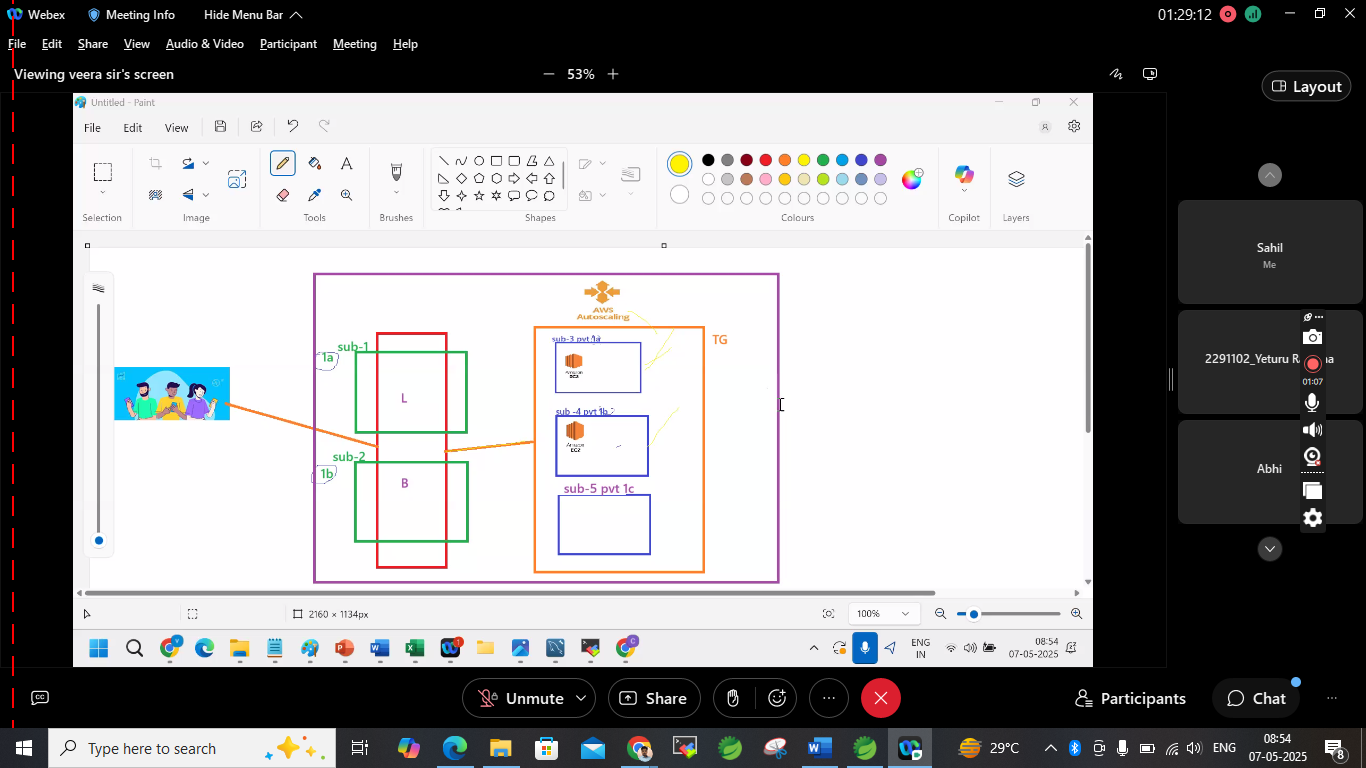 Webex
Meeting Info
Hide Menu Bar
01:29:12
File Edit Share View Audio & Video Participant Meeting Help
Viewing veera sir's screen
53%
Layout
Untitled - Paint
File Edit View
Selection
Image
Tools
Brushes
Shapes
Colours
Copilot
Layers
AWS
Autoscaling
TG
sub-1
1a
L
sub-3 pvt 1a
Amazon
EC2
sub -4 pvt 1b
Amazon
EC2
sub-2
1b
B
sub-5 pvt 1c
2160 × 1134px
100%
ENG
IN
08:54
07-05-2025
Sahil
Me
2291102_Yeturu
01:07
Abhi
Unmute
Share
Participants
Chat
Type here to search
29°C
ENG
08:54
07-05-2025
8